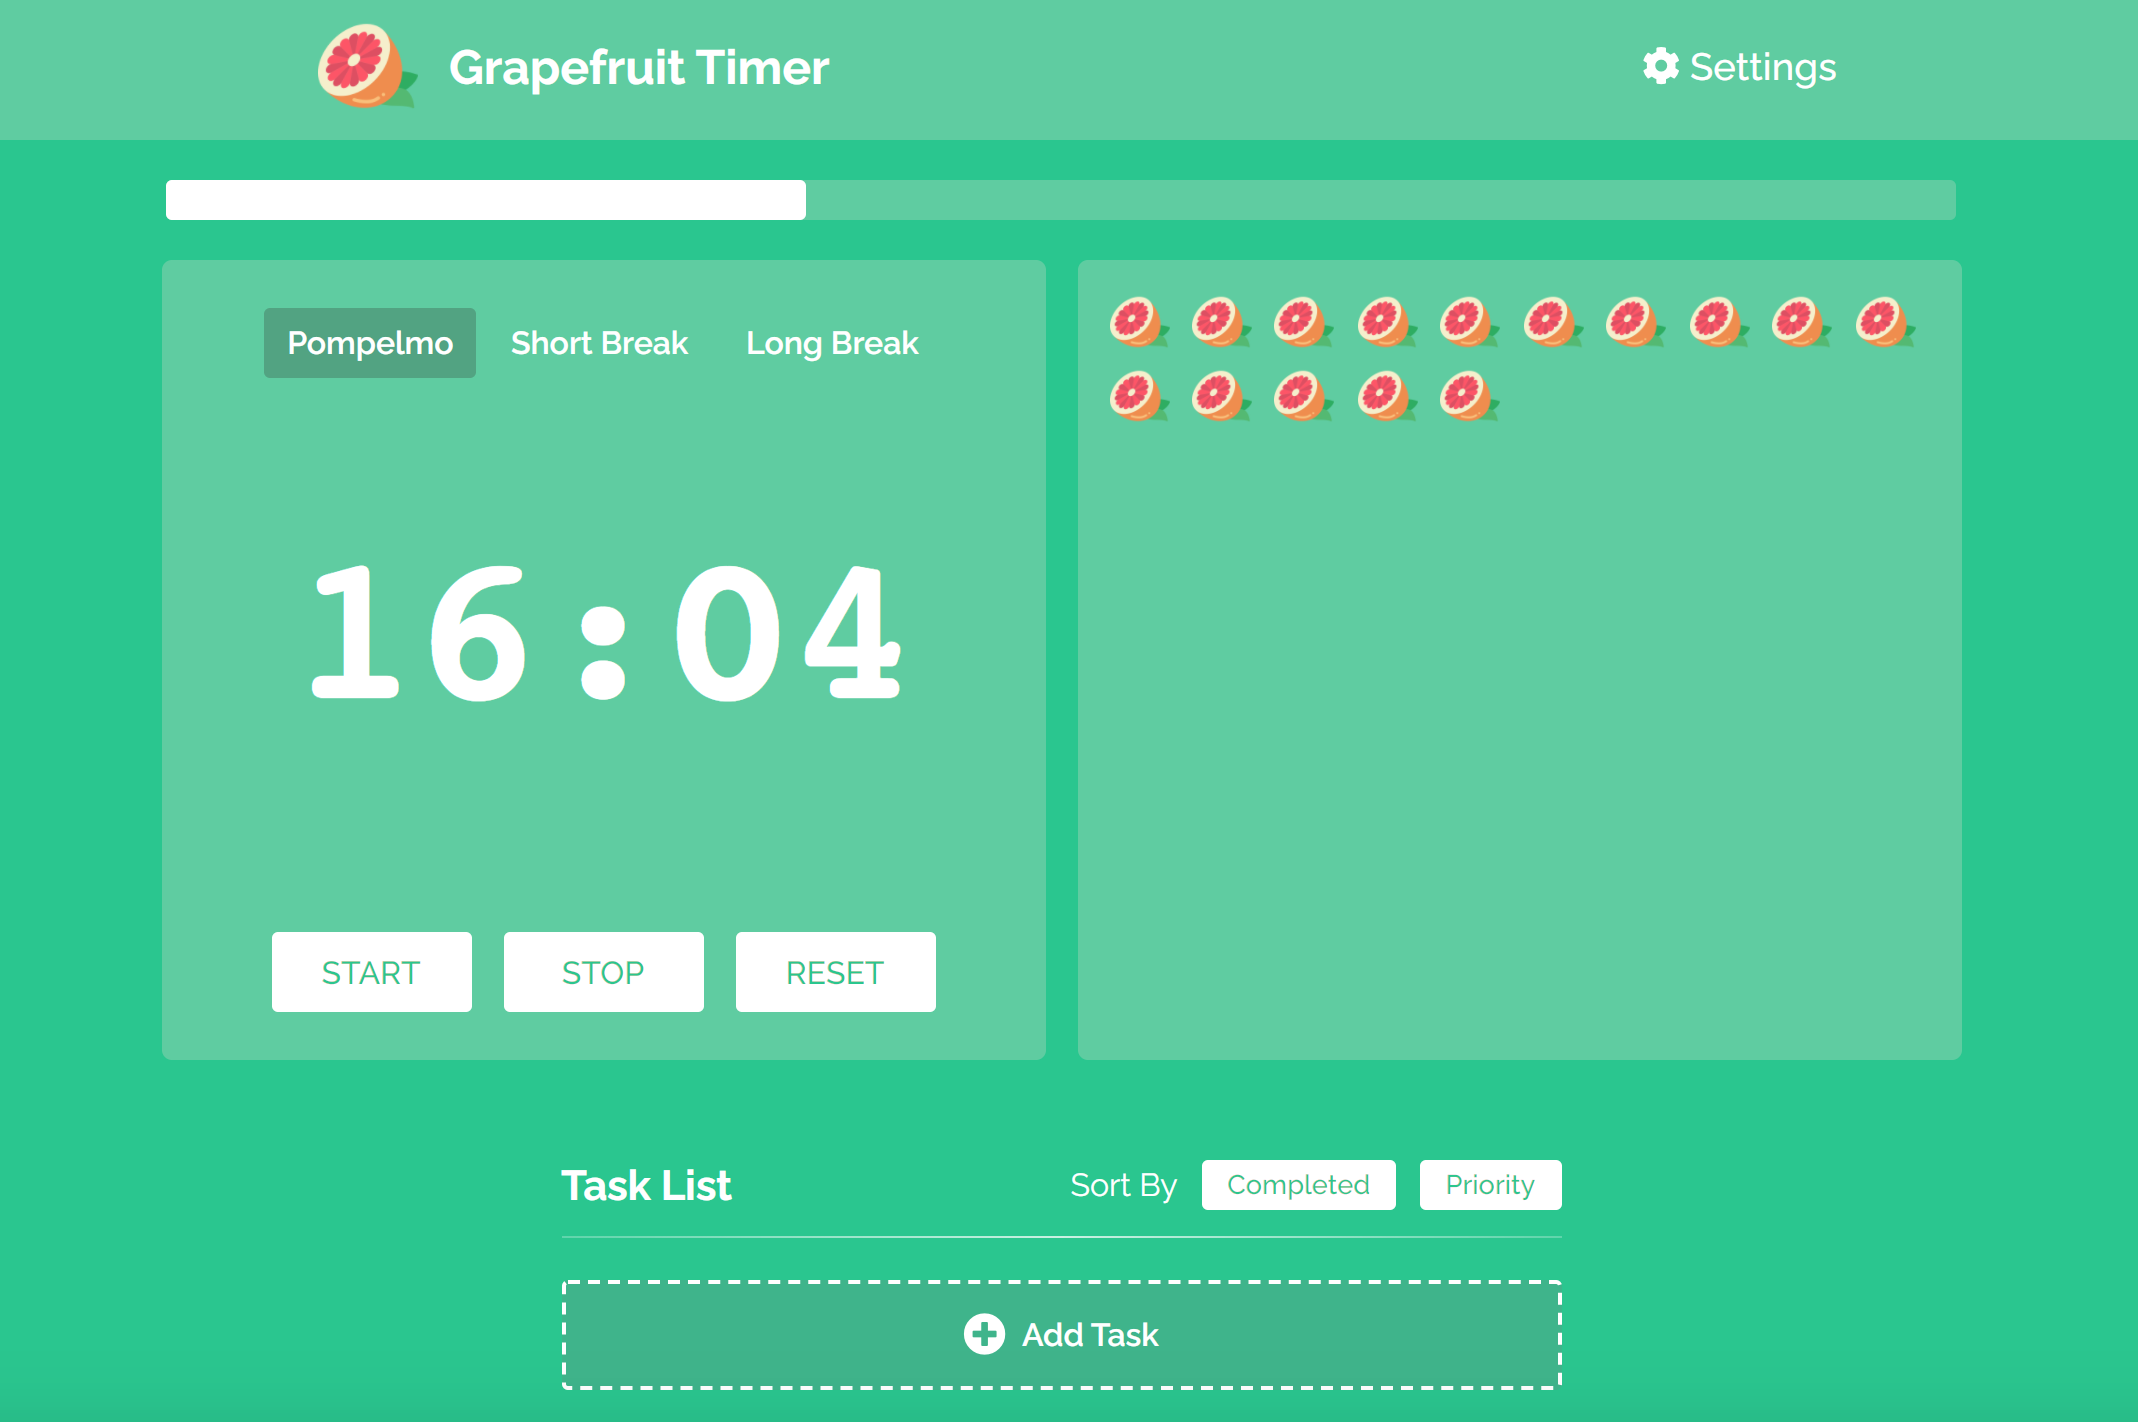 Grapefruit Timer
Settings
Pompelmo Short Break Long Break
16:04
START STOP RESET
Task List
Sort By Completed Priority
Add Task